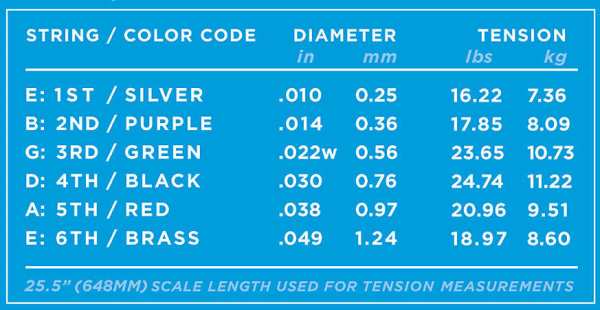 STRING / COLOR CODE DIAMETER TENSION
in mm lbs kg
E: 1ST / SILVER .010 0.25 16.22 7.36
B: 2ND / PURPLE .014 0.36 17.85 8.09
G: 3RD / GREEN .022w 0.56 23.65 10.73
D: 4TH / BLACK .030 0.76 24.74 11.22
A: 5TH / RED .038 0.97 20.96 9.51
E: 6TH / BRASS .049 1.24 18.97 8.60
25.5" (648MM) SCALE LENGTH USED FOR TENSION MEASUREMENTS